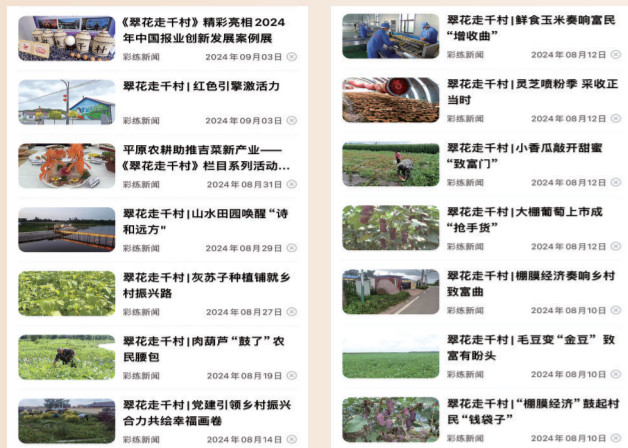 《翠花走千村》精彩亮相2024
年中国报业创新发展案例展
彩练新闻 2024年09月03日
翠花走千村|红色引擎激活力
彩练新闻 2024年09月03日
平原农耕助推吉菜新产业——
《翠花走千村》栏目系列活动...
彩练新闻 2024年08月31日
翠花走千村|山水田园唤醒“诗
和远方"
彩练新闻 2024年08月29日
翠花走千村|灰苏子种植铺就乡
村振兴路
彩练新闻 2024年08月27日
翠花走千村|肉葫芦“鼓了”农
民腰包
彩练新闻 2024年08月19日
翠花走千村|党建引领乡村振兴
合力共绘幸福画卷
彩练新闻 2024年08月14日
翠花走千村|鲜食玉米奏响富民
“增收曲”
彩练新闻 2024年08月12日
翠花走千村|灵芝喷粉季 采收正
当时
彩练新闻 2024年08月12日
翠花走千村|小香瓜敲开甜蜜
“致富门”
彩练新闻 2024年08月12日
翠花走千村|大棚葡萄上市成
“抢手货”
彩练新闻 2024年08月12日
翠花走千村|棚膜经济奏响乡村
致富曲
彩练新闻 2024年08月10日
翠花走千村|毛豆变“金豆” 致
富有盼头
彩练新闻 2024年08月10日
翠花走千村|“棚膜经济”鼓起村
民“钱袋子”
彩练新闻 2024年08月10日